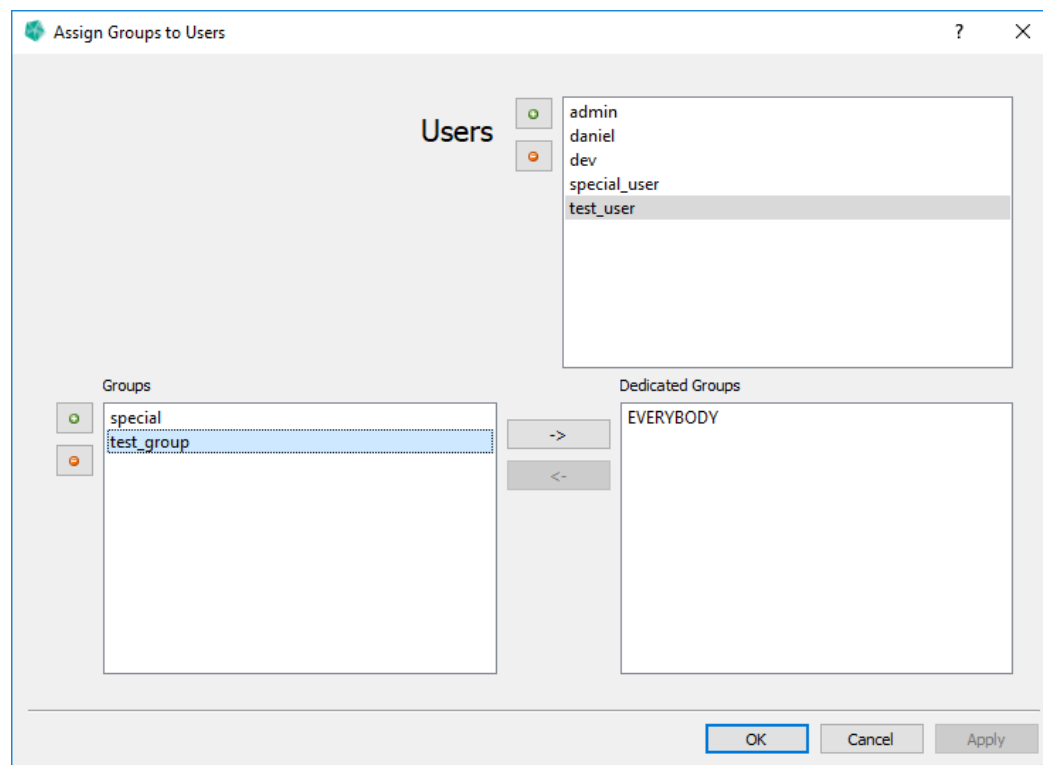 Assign Groups to Users
?
Users
admin
daniel
dev
special_user
test_user
Groups
special
test_group
->
<-
Dedicated Groups
EVERYBODY
OK
Cancel
Apply